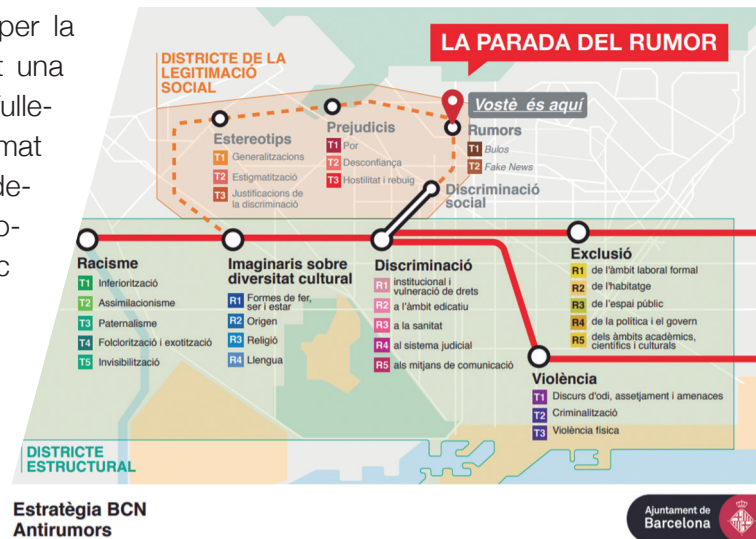 per la
t una
fulle-
mat
de-
o-
c
LA PARADA DEL RUMOR
DISTRICTE DE LA
LEGITIMACIÓ
SOCIAL
Vostè és aquí
Estereotips
T1 Generalitzacions
T2 Estigmatització
T3 Justificacions de
la discriminació
Prejudicis
T1 Por
T2 Desconfiança
T3 Hostilitat i rebuig
Rumors
T1 Bulos
T2 Fake News
Discriminació
social
Racisme
T1 Inferiorització
T2 Assimilacionisme
T3 Paternalisme
T4 Folclorització i exotització
T5 Invisibilització
Imaginaris sobre
diversitat cultural
R1 Formes de fer,
ser i estar
R2 Origen
R3 Religió
R4 Llengua
Discriminació
R1 institucional i
vulneració de drets
R2 a l'àmbit edicatiu
R3 a la sanitat
R4 al sistema judicial
R5 als mitjans de comunicació
Exclusió
R1 de l'àmbit laboral formal
R2 de l'habitatge
R3 de l'espai públic
R4 de la política i el govern
R5 dels àmbits acadèmics,
científics i culturals
Violència
T1 Discurs d'odi, assetjament i amenaces
T2 Criminalització
T3 Violència física
DISTRICTE
ESTRUCTURAL
Estratègia BCN
Antirumors
Ajuntament de
Barcelona